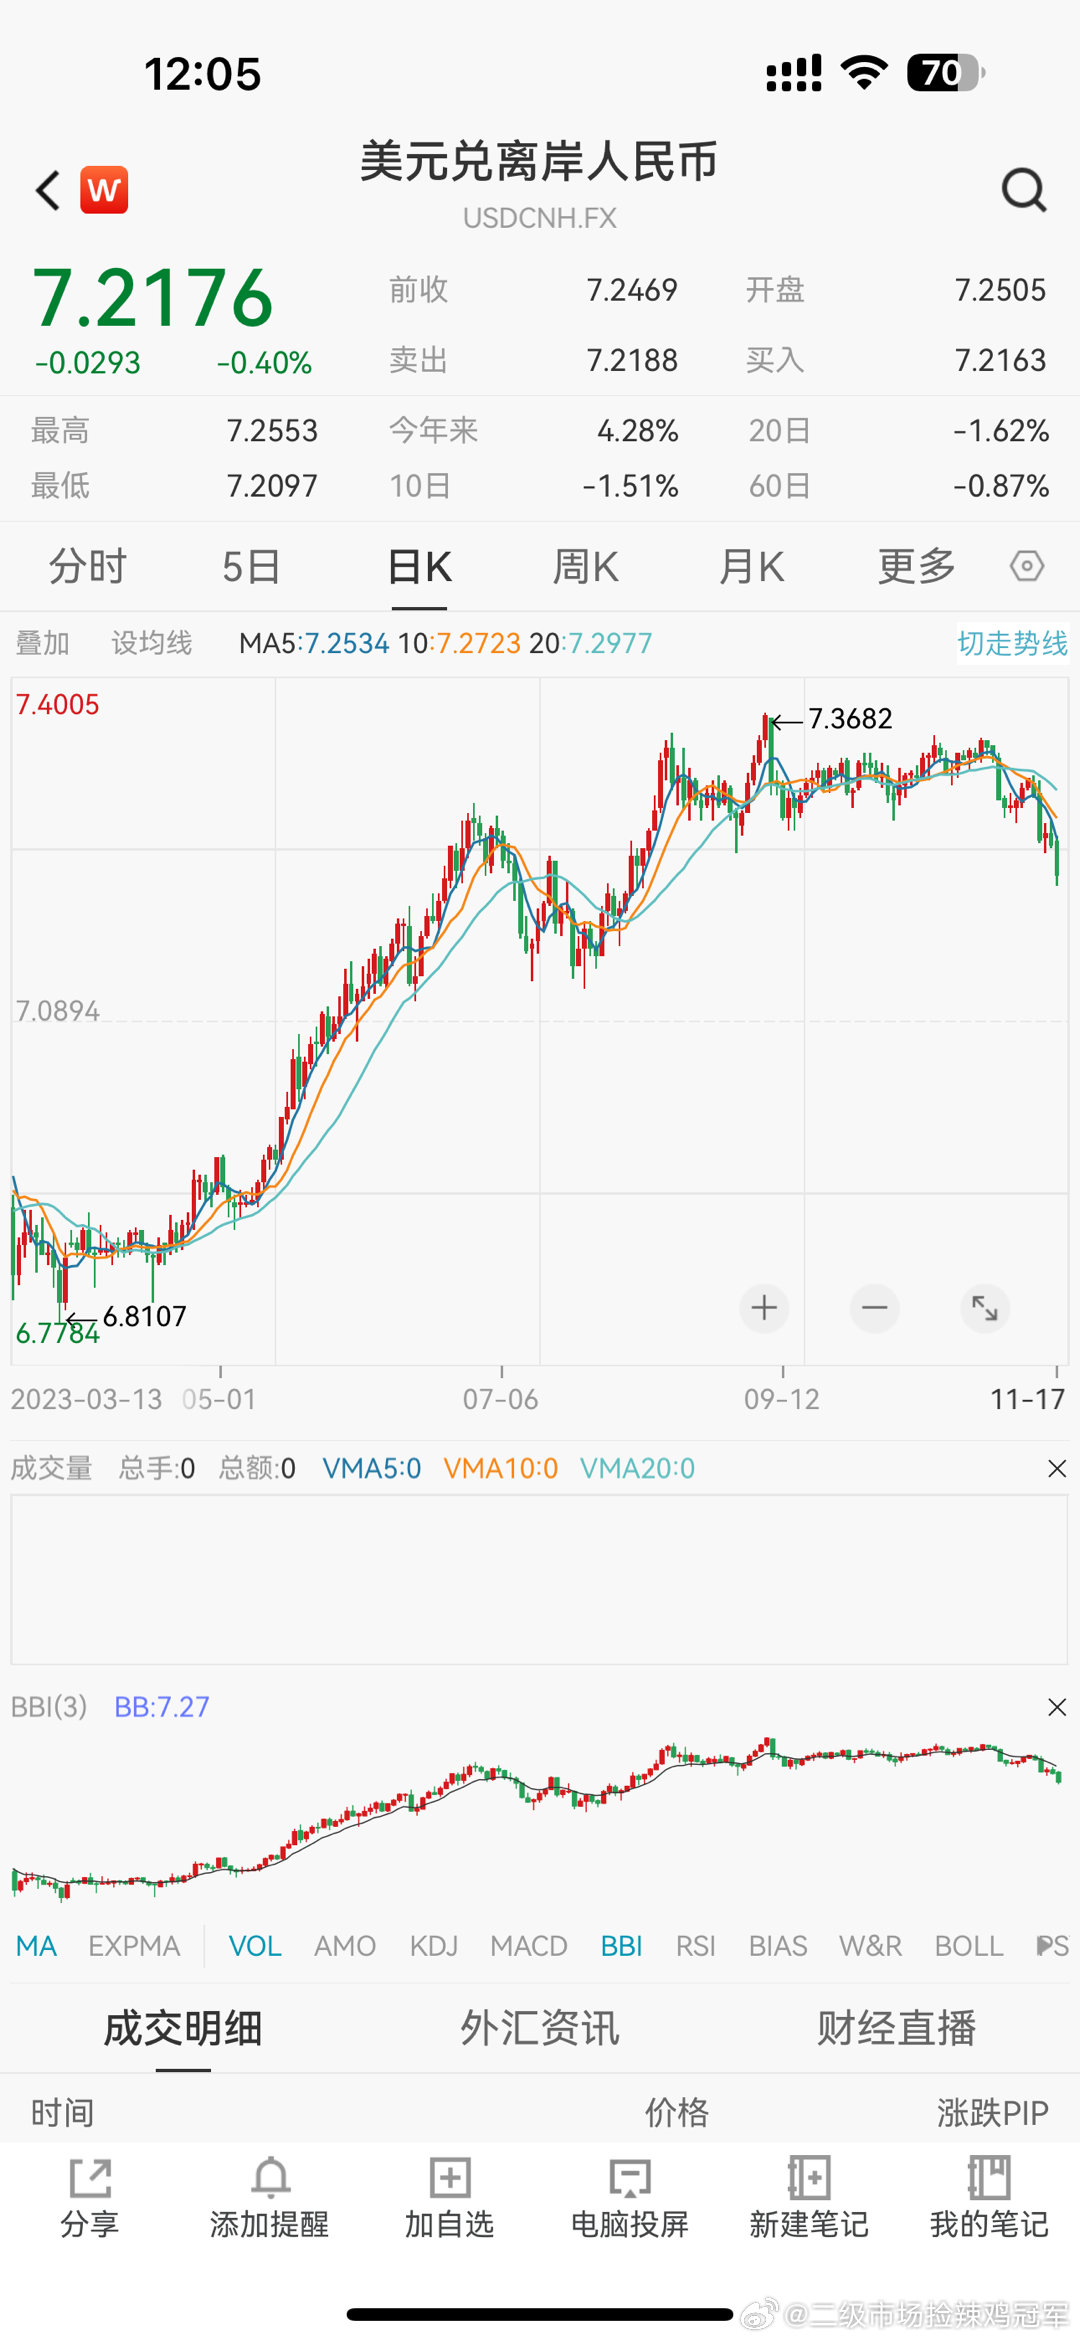 12:05
70
美元兑离岸人民币
W
USDCNH.FX
7.2176
前收 7.2469 开盘 7.2505
-0.0293 -0.40% 卖出 7.2188 买入 7.2163
最高 7.2553 今年来 4.28% 20日 -1.62%
最低 7.2097 10日 -1.51% 60日 -0.87%
分时 5日 日K 周K 月K 更多
叠加 设均线 MA5:7.2534 10:7.2723 20:7.2977 切走势线
7.4005
7.3682
7.0894
6.8107
6.7784
2023-03-13 05-01 07-06 09-12 11-17
成交量 总手:0 总额:0 VMA5:0 VMA10:0 VMA20:0
BBI(3) BB:7.27
MA EXPMA VOL AMO KDJ MACD BBI RSI BIAS W&R BOLL PS
成交明细 外汇资讯 财经直播
时间 价格 涨跌PIP
分享 添加提醒 加自选 电脑投屏 新建笔记 我的笔记
@二级市场捡辣鸡冠军